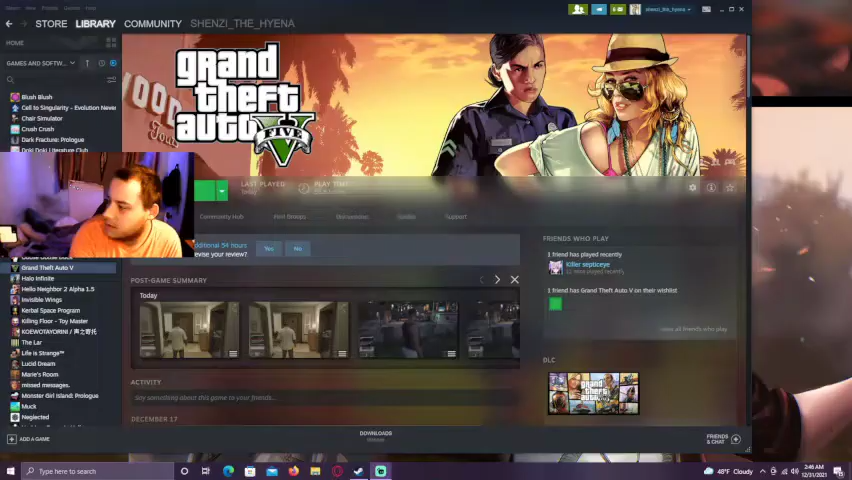 STORE LIBRARY COMMUNITY SHENZI_THE_HYENA
shenzi_the_hyena
HOME
GAMES AND SOFTW...
Blush Blush
Cell to Singularity - Evolution Never
Chair Simulator
Crush Crush
Dark Fracture: Prologue
Doki Doki Literature Club
Grand Theft Auto V
Halo Infinite
Hello Neighbor 2 Alpha 1.5
Invisible Wings
Kerbal Space Program
Killing Floor - Toy Master
The Lar
Life is Strange™
Lucid Dream
Marie's Room
missed messages.
Monster Girl Island: Prologue
Muck
Neglected
ADD A GAME
grand
theft
auto V
FIVE
LAST PLAYED
Today
PLAY TIME
Community Hub
Find Groups
Discussions
Guides
Support
additional 54 hours
revise your review?
Yes
No
POST-GAME SUMMARY
Today
ACTIVITY
Say something about this game to your friends...
DECEMBER 17
FRIENDS WHO PLAY
1 friend has played recently
Killer septiceye
1 friend has Grand Theft Auto V on their wishlist
View all friends who play
DLC
DOWNLOADS
FRIENDS
& CHAT
Type here to search
48°F Cloudy
2:46 AM
12/31/2021